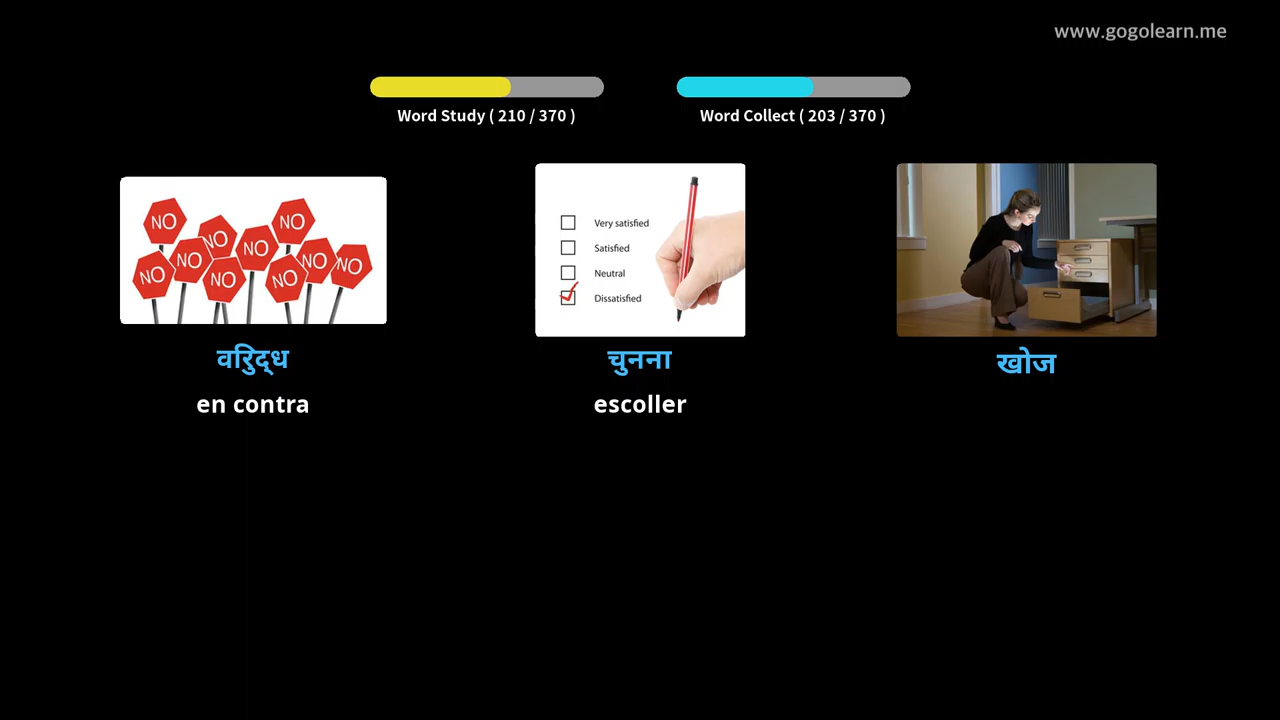 www.gogolearn.me
Word Study ( 210 / 370 )
Word Collect ( 203 / 370 )
NO
NO
NO
NO
NO
NO
NO
NO
NO
NO
Very satisfied
Satisfied
Neutral
Dissatisfied
वरिुद्ध
चुनना
खोज
en contra
escoller